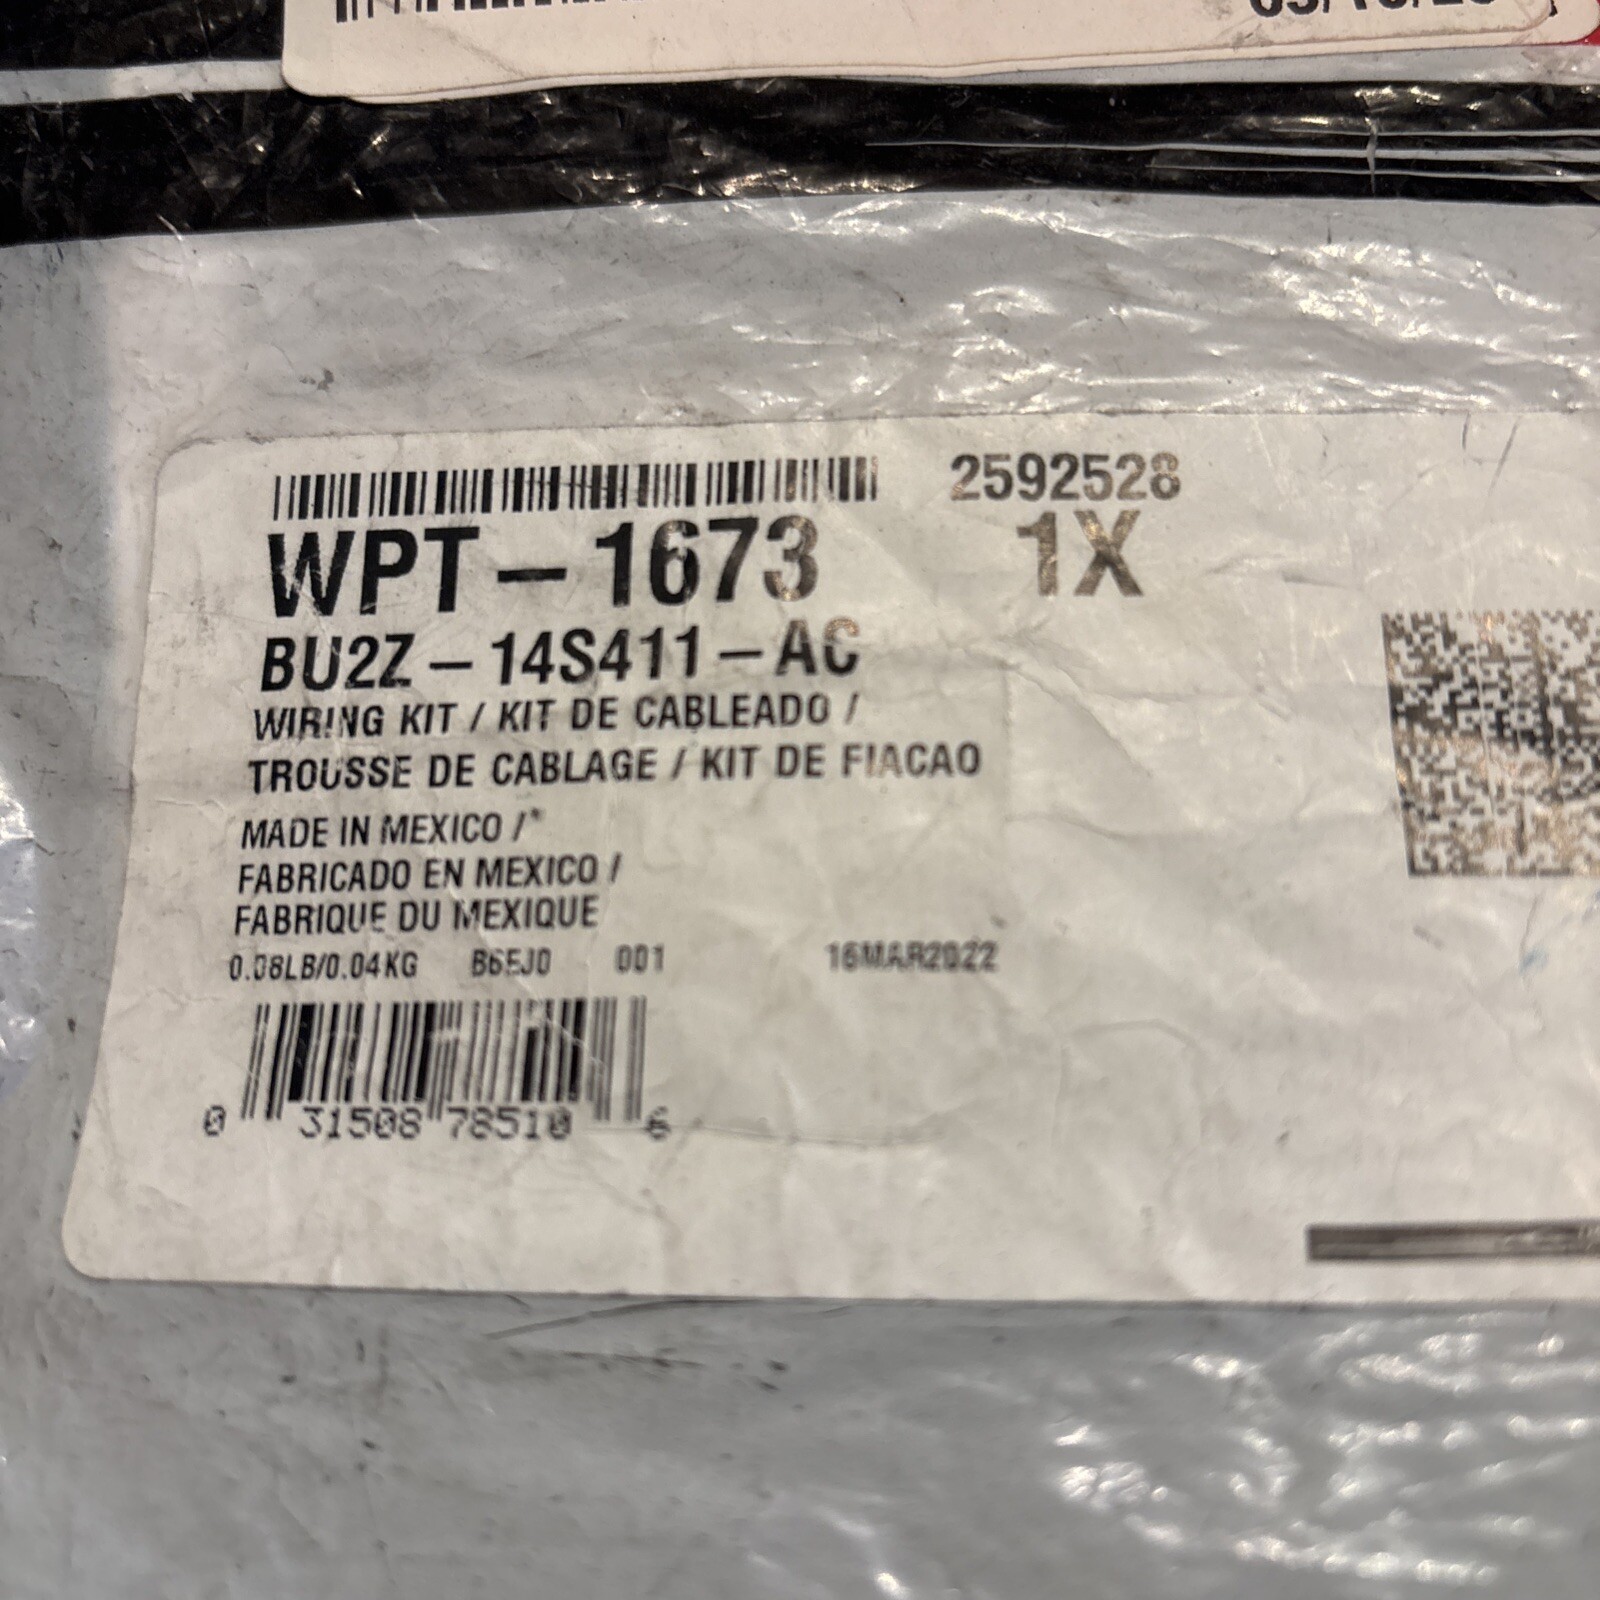 2592528
WPT-1673 1X
BU2Z-14S411-AC
WIRING KIT / KIT DE CABLEADO /
TROUSSE DE CABLAGE / KIT DE FIACAO
MADE IN MEXICO /*
FABRICADO EN MEXICO /
FABRIQUE DU MEXIQUE
0.08LB/0.04KG B6EJ0 001 16MAR2022
0 31508 78510 6